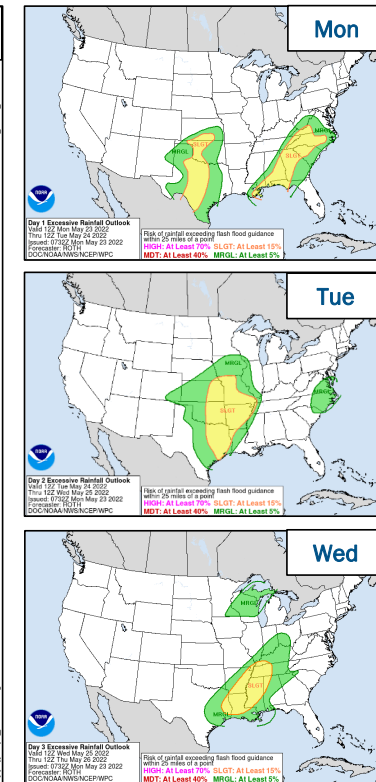 Mon
MRGL
SLGT
MRGL
SLGT
NOAA
Day 1 Excessive Rainfall Outlook
Valid 12Z Mon May 23 2022
Thru 12Z Tue May 24 2022
Issued: 0732Z Mon May 23 2022
Forecaster: ROTH
DOC/NOAA/NWS/NCEP/WPC
Risk of rainfall exceeding flash flood guidance
within 25 miles of a point
HIGH: At Least 70% SLGT: At Least 15%
MDT: At Least 40% MRGL: At Least 5%
Tue
MRGL
SLGT
MRGL
NOAA
Day 2 Excessive Rainfall Outlook
Valid 12Z Tue May 24 2022
Thru 12Z Wed May 25 2022
Issued: 0732Z Mon May 23 2022
Forecaster: ROTH
DOC/NOAA/NWS/NCEP/WPC
Risk of rainfall exceeding flash flood guidance
within 25 miles of a point
HIGH: At Least 70% SLGT: At Least 15%
MDT: At Least 40% MRGL: At Least 5%
Wed
MRGL
SLGT
MRGL
NOAA
Day 3 Excessive Rainfall Outlook
Valid 12Z Wed May 25 2022
Thru 12Z Thu May 26 2022
Issued: 0732Z Mon May 23 2022
Forecaster: ROTH
DOC/NOAA/NWS/NCEP/WPC
Risk of rainfall exceeding flash flood guidance
within 25 miles of a point
HIGH: At Least 70% SLGT: At Least 15%
MDT: At Least 40% MRGL: At Least 5%